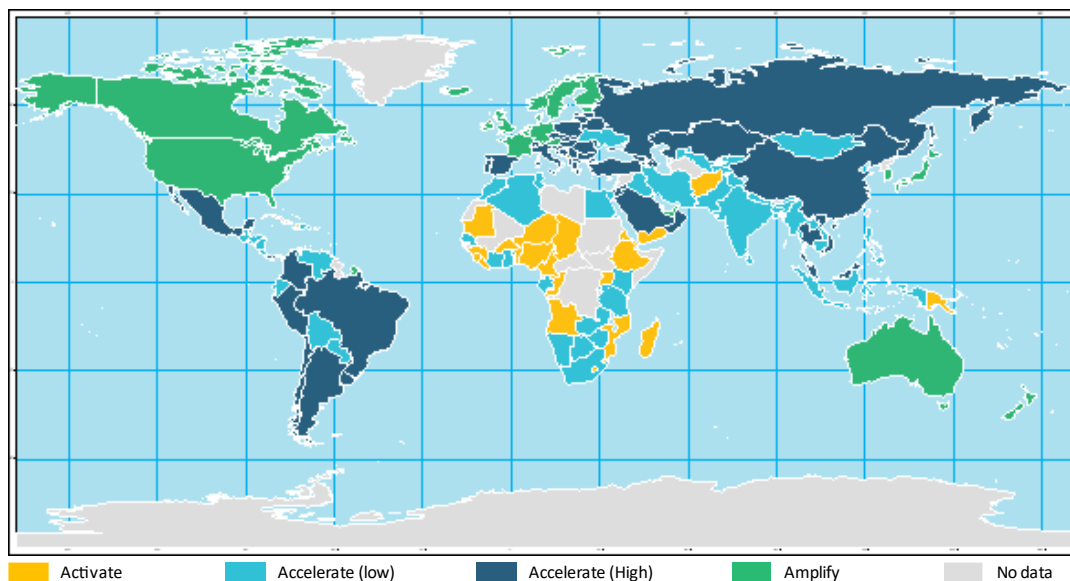 Activate
Accelerate (low)
Accelerate (High)
Amplify
No data